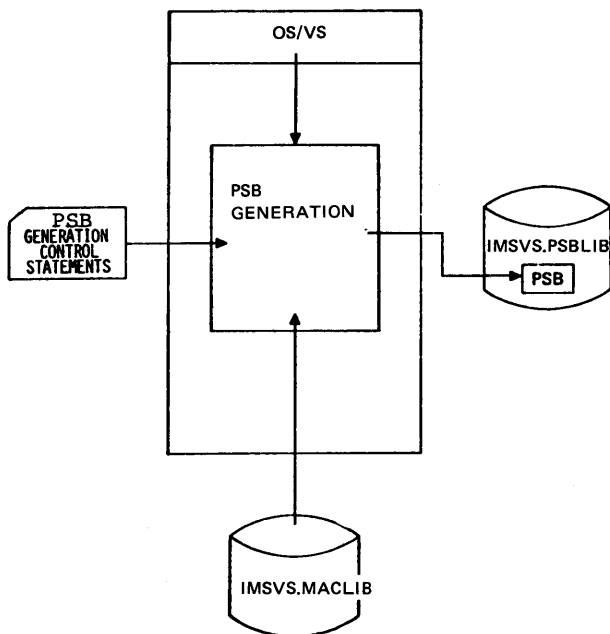 OS/VS
PSB
GENERATION
PSB
GENERATION
CONTROL
STATEMENTS
IMSVS.PSBLIB
PSB
IMSVS.MACLIB